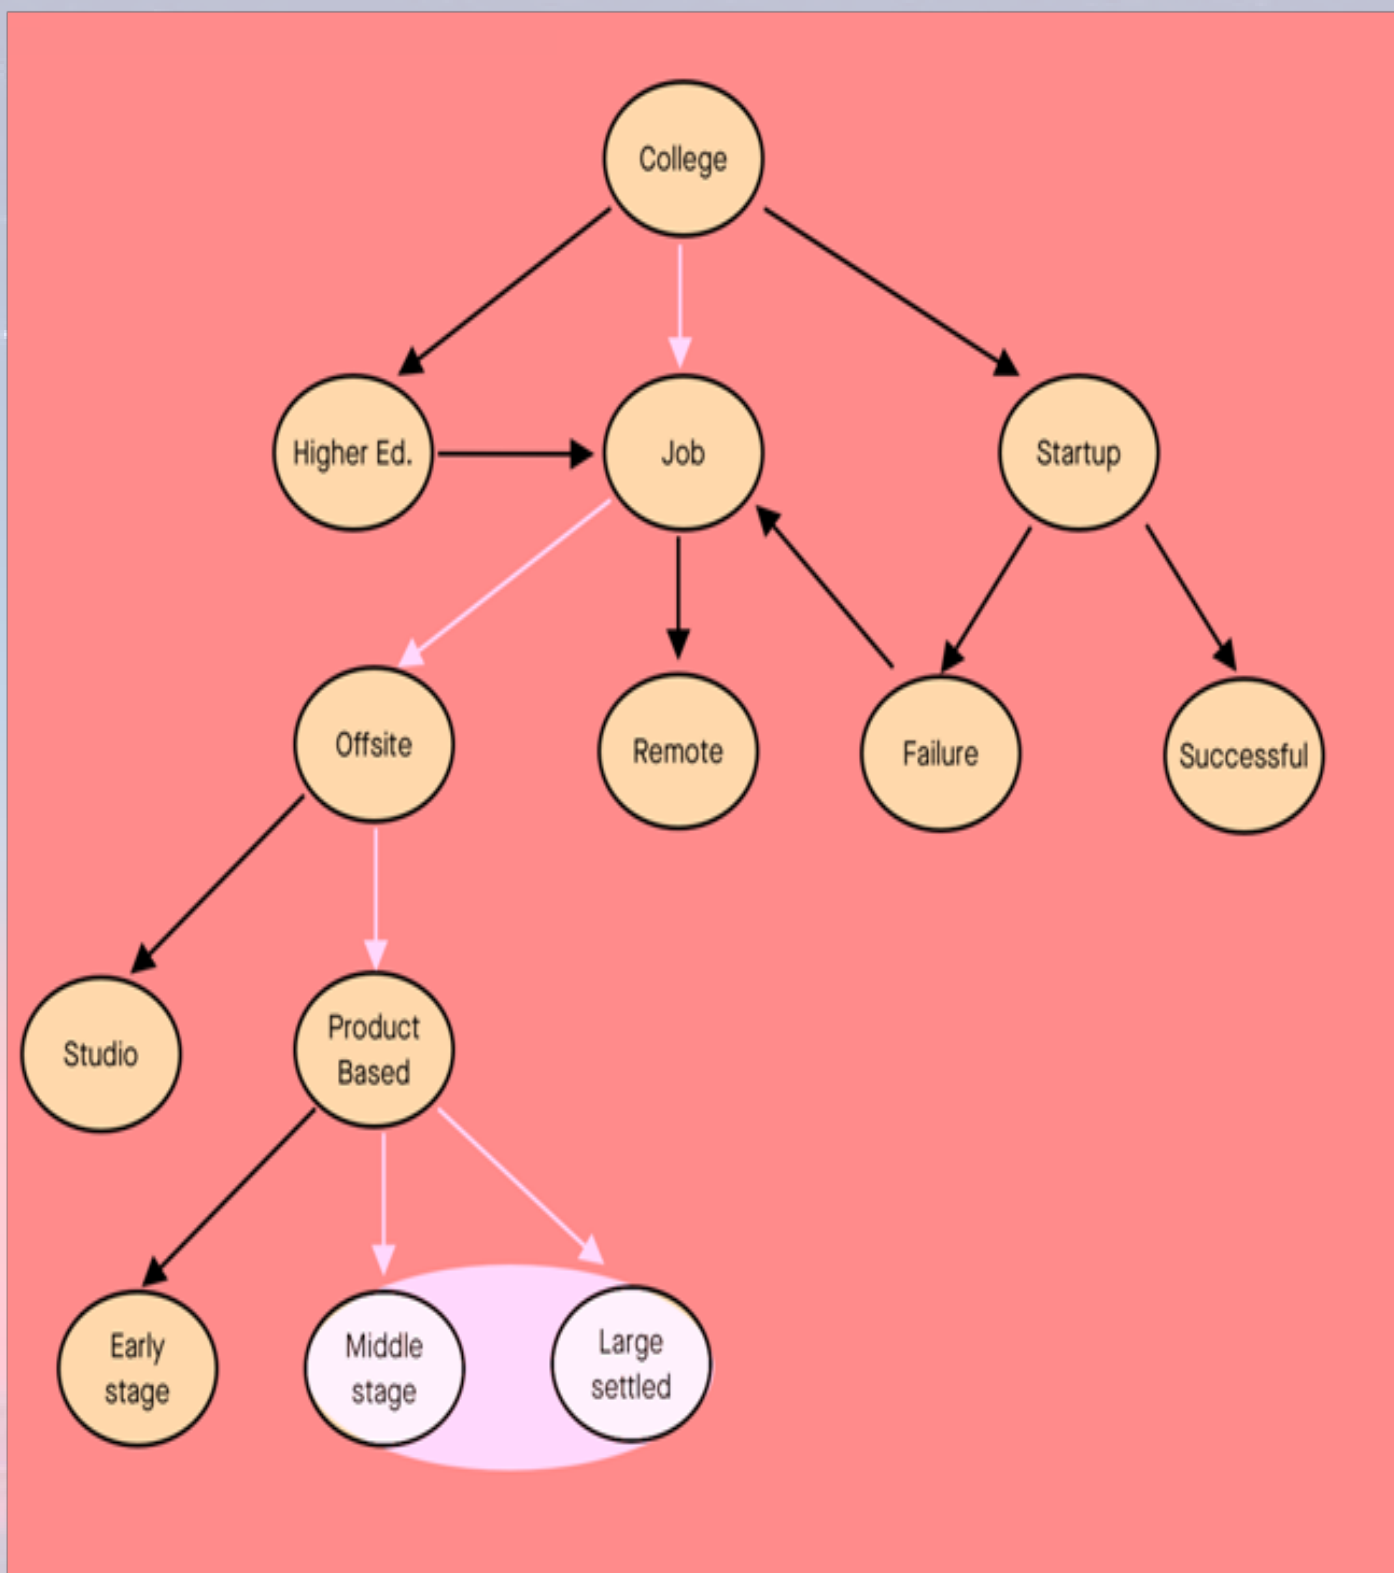 College
Higher Ed.
Job
Startup
Offsite
Remote
Failure
Successful
Studio
Product
Based
Early
stage
Middle
stage
Large
settled